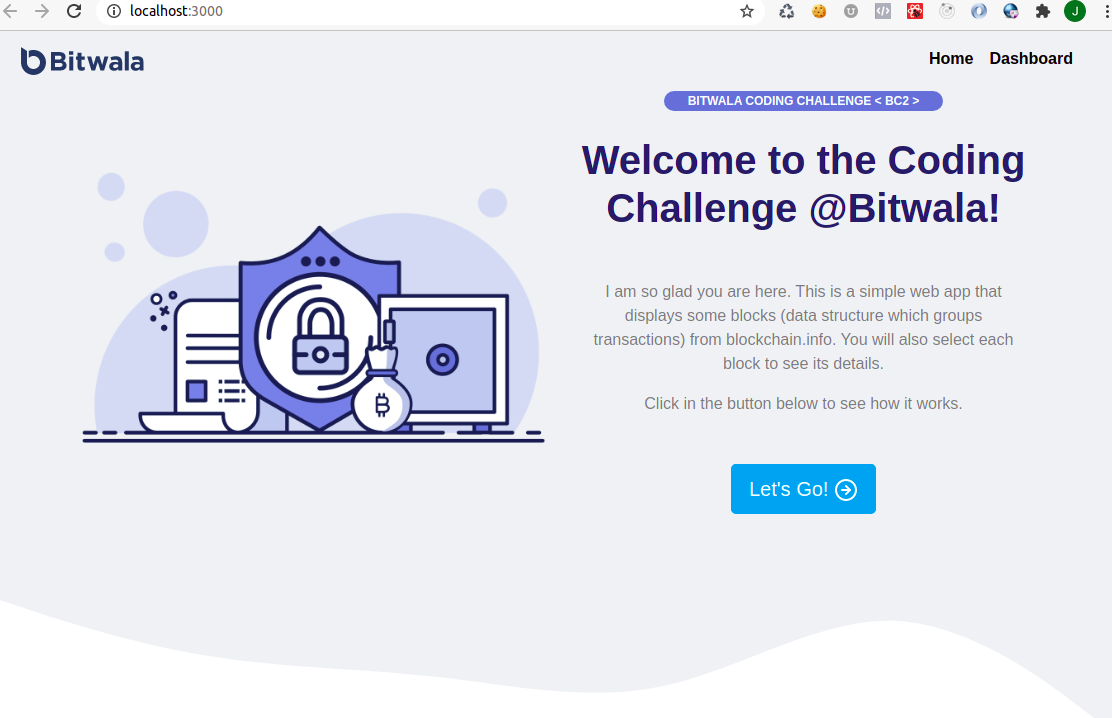 localhost:3000
J
Bitwala
Home Dashboard
BITWALA CODING CHALLENGE < BC2 >
Welcome to the Coding
Challenge @Bitwala!
I am so glad you are here. This is a simple web app that
displays some blocks (data structure which groups
transactions) from blockchain.info. You will also select each
block to see its details.
Click in the button below to see how it works.
Let's Go!